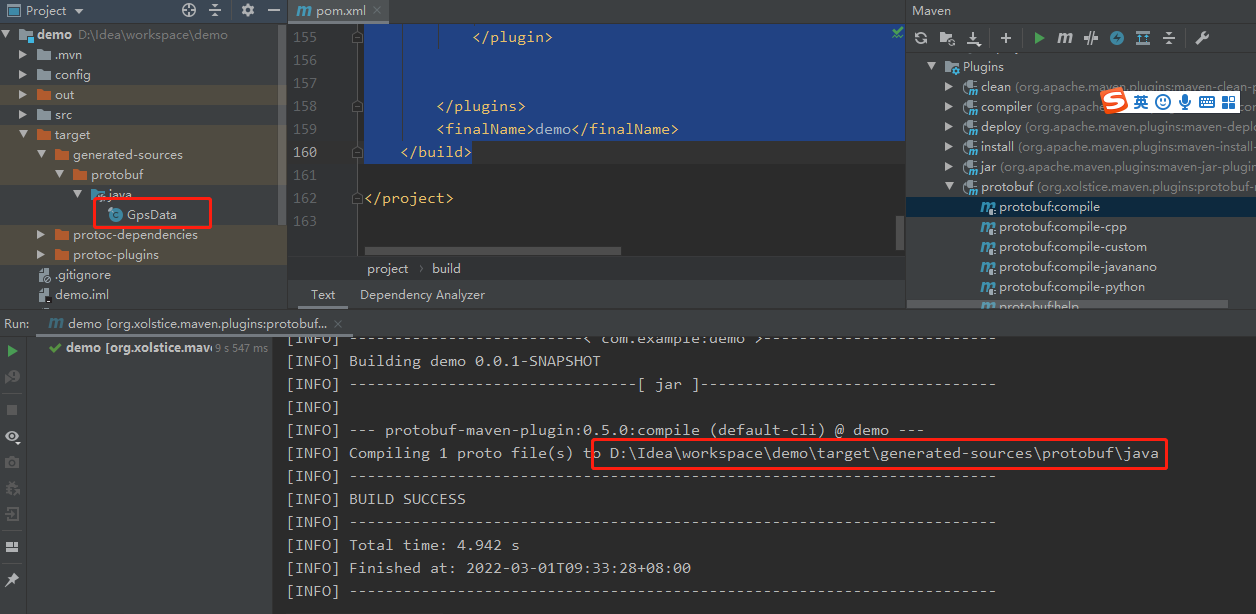 Project
demo D:\Idea\workspace\demo
.mvn
config
out
src
target
generated-sources
protobuf
java
GpsData
protoc-dependencies
protoc-plugins
.gitignore
demo.iml
pom.xml
155 </plugin>
156
157
158 </plugins>
159 <finalName>demo</finalName>
160 </build>
161
162 </project>
163
project › build
Text Dependency Analyzer
Maven
Plugins
clean (org.apache.maven.plugins:maven-clean-p
compiler (org.apache
英
deploy (org.apache.maven.plugins:maven-deplo
install (org.apache.maven.plugins:maven-install-
jar (org.apache.maven.plugins:maven-jar-plugin
protobuf (org.xolstice.maven.plugins:protobuf-
protobuf:compile
protobuf:compile-cpp
protobuf:compile-custom
protobuf:compile-javanano
protobuf:compile-python
protobuf:help
Run: demo [org.xolstice.maven.plugins:protobuf...
demo [org.xolstice.mav 9 s 547 ms
[INFO] --------------------------< com.example:demo >--------------------------
[INFO] Building demo 0.0.1-SNAPSHOT
[INFO] --------------------------------[ jar ]---------------------------------
[INFO]
[INFO] --- protobuf-maven-plugin:0.5.0:compile (default-cli) @ demo ---
[INFO] Compiling 1 proto file(s) to D:\Idea\workspace\demo\target\generated-sources\protobuf\java
[INFO] ------------------------------------------------------------------------
[INFO] BUILD SUCCESS
[INFO] ------------------------------------------------------------------------
[INFO] Total time: 4.942 s
[INFO] Finished at: 2022-03-01T09:33:28+08:00
[INFO] ------------------------------------------------------------------------